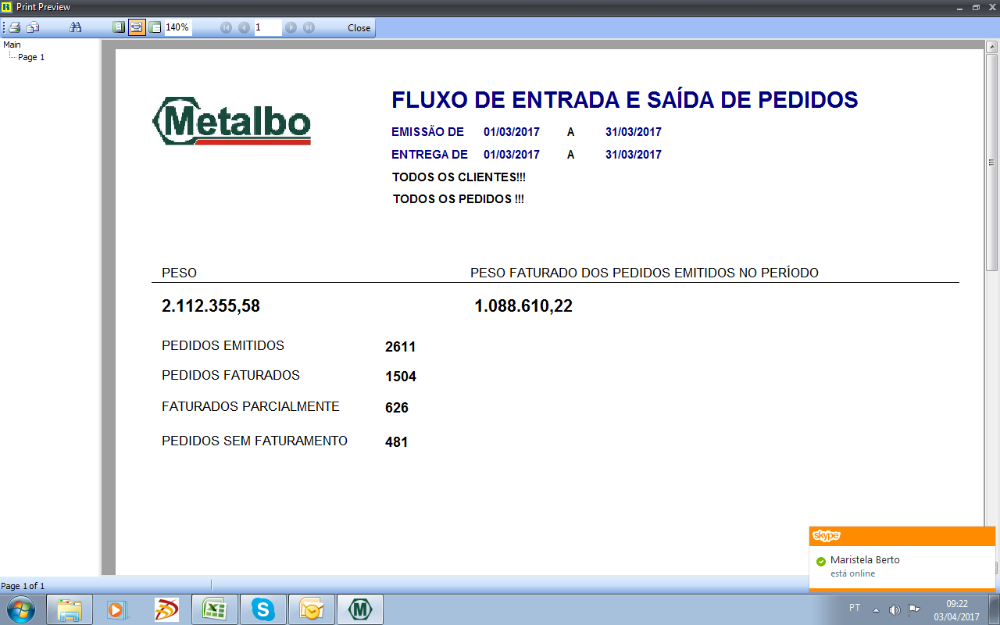 Print Preview
140% 1 Close
Main
Page 1
Metalbo
FLUXO DE ENTRADA E SAÍDA DE PEDIDOS
EMISSÃO DE 01/03/2017 A 31/03/2017
ENTREGA DE 01/03/2017 A 31/03/2017
TODOS OS CLIENTES!!!
TODOS OS PEDIDOS !!!
PESO PESO FATURADO DOS PEDIDOS EMITIDOS NO PERÍODO
2.112.355,58 1.088.610,22
PEDIDOS EMITIDOS 2611
PEDIDOS FATURADOS 1504
FATURADOS PARCIALMENTE 626
PEDIDOS SEM FATURAMENTO 481
skype
Maristela Berto
está online
Page 1 of 1
PT 09:22
03/04/2017